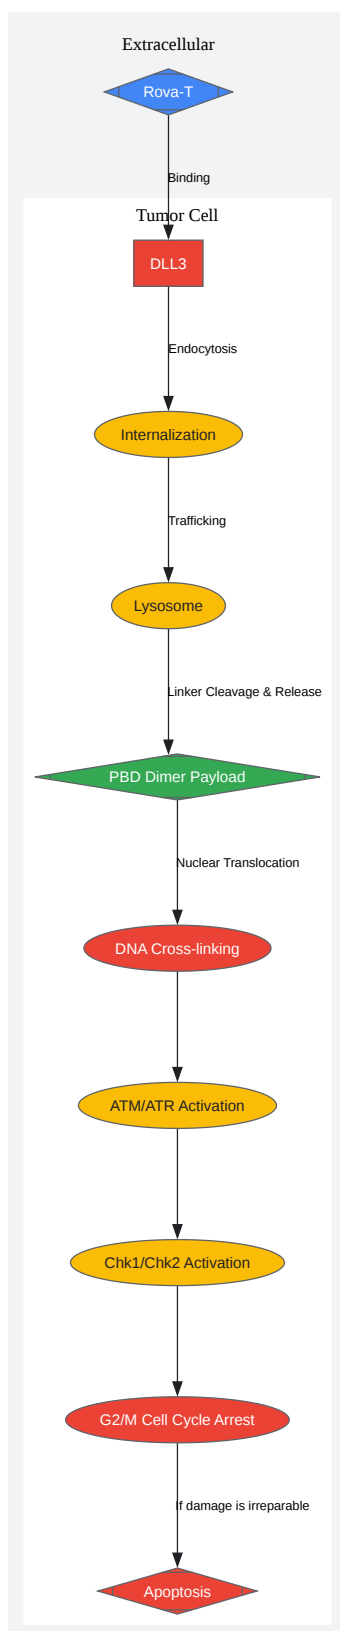 Extracellular
Rova-T
Binding
Tumor Cell
DLL3
Endocytosis
Internalization
Trafficking
Lysosome
Linker Cleavage & Release
PBD Dimer Payload
Nuclear Translocation
DNA Cross-linking
ATM/ATR Activation
Chk1/Chk2 Activation
G2/M Cell Cycle Arrest
If damage is irreparable
Apoptosis